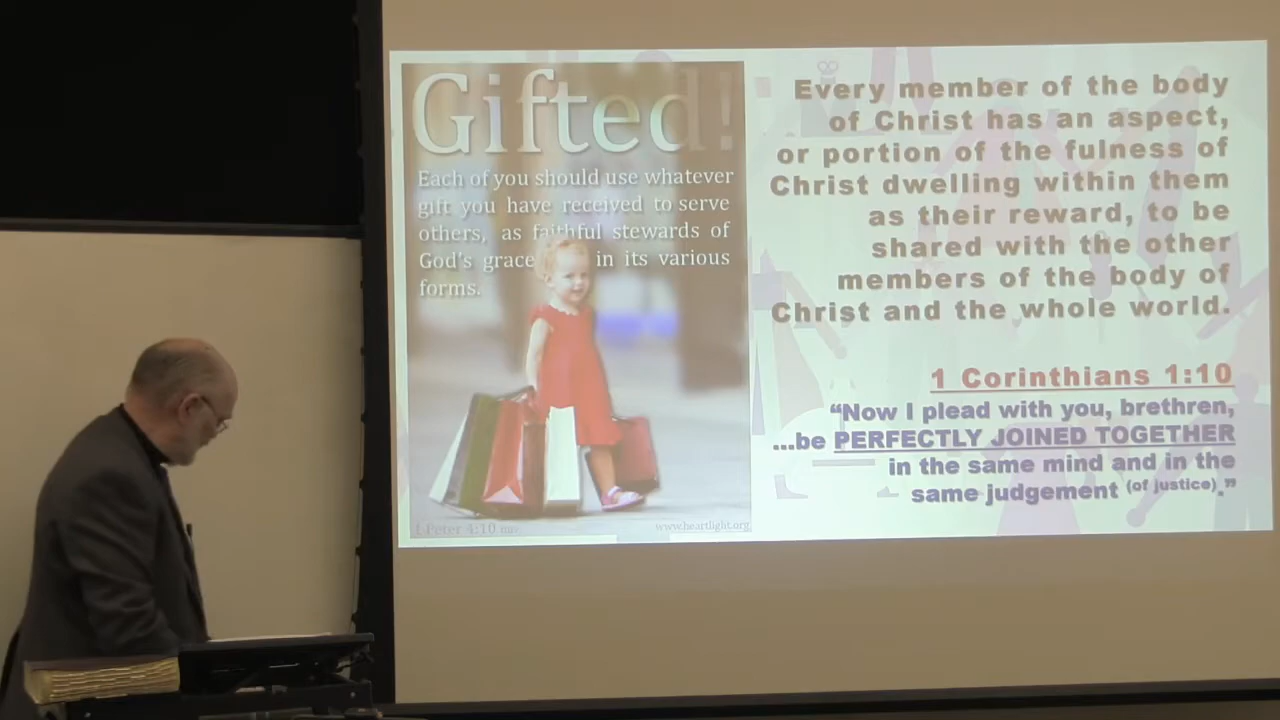 Gifted!
Each of you should use whatever
gift you have received to serve
others, as faithful stewards of
God's grace in its various
forms.
1 Peter 4:10
www.heartlight.org
Every member of the body
of Christ has an aspect,
or portion of the fulness of
Christ dwelling within them
as their reward, to be
shared with the other
members of the body of
Christ and the whole world.
1 Corinthians 1:10
“Now I plead with you, brethren,
...be PERFECTLY JOINED TOGETHER
in the same mind and in the
same judgement (of justice).”